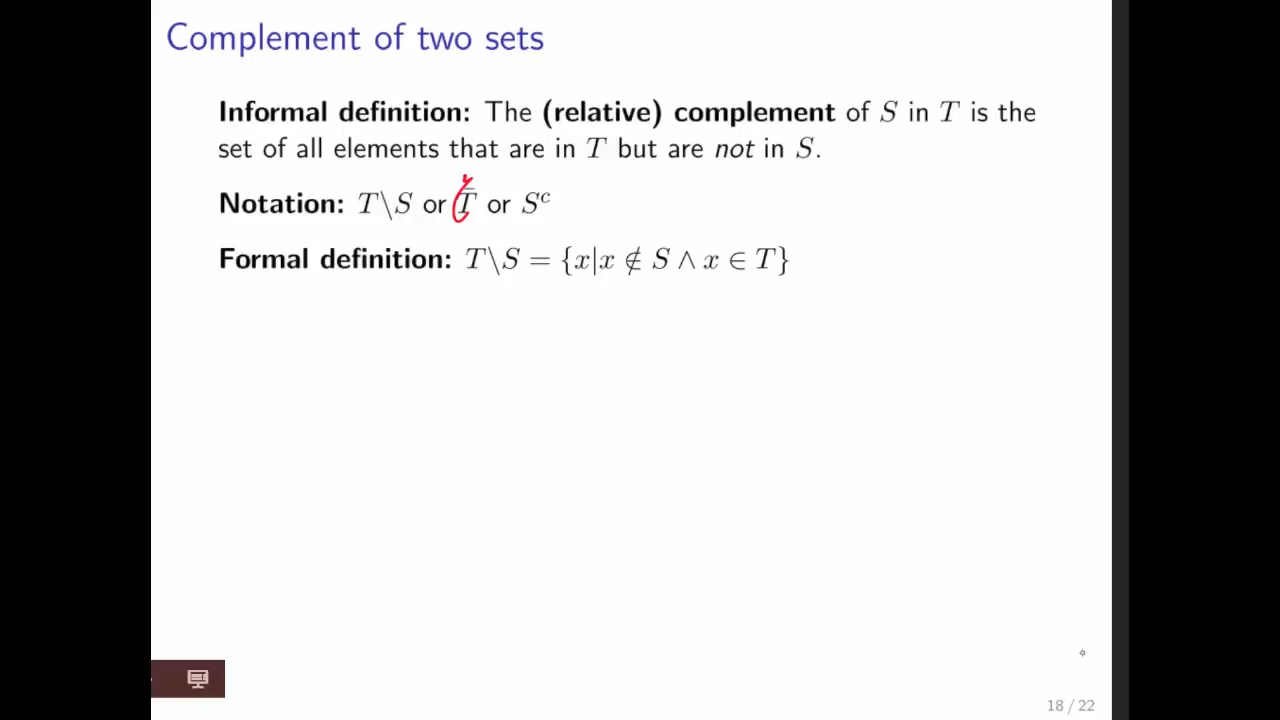 Complement of two sets
Informal definition: The (relative) complement of S in T is the
set of all elements that are in T but are not in S.
Notation: T\S or T̄ or Sᶜ
Formal definition: T\S = {x|x ∉ S ∧ x ∈ T}
18 / 22